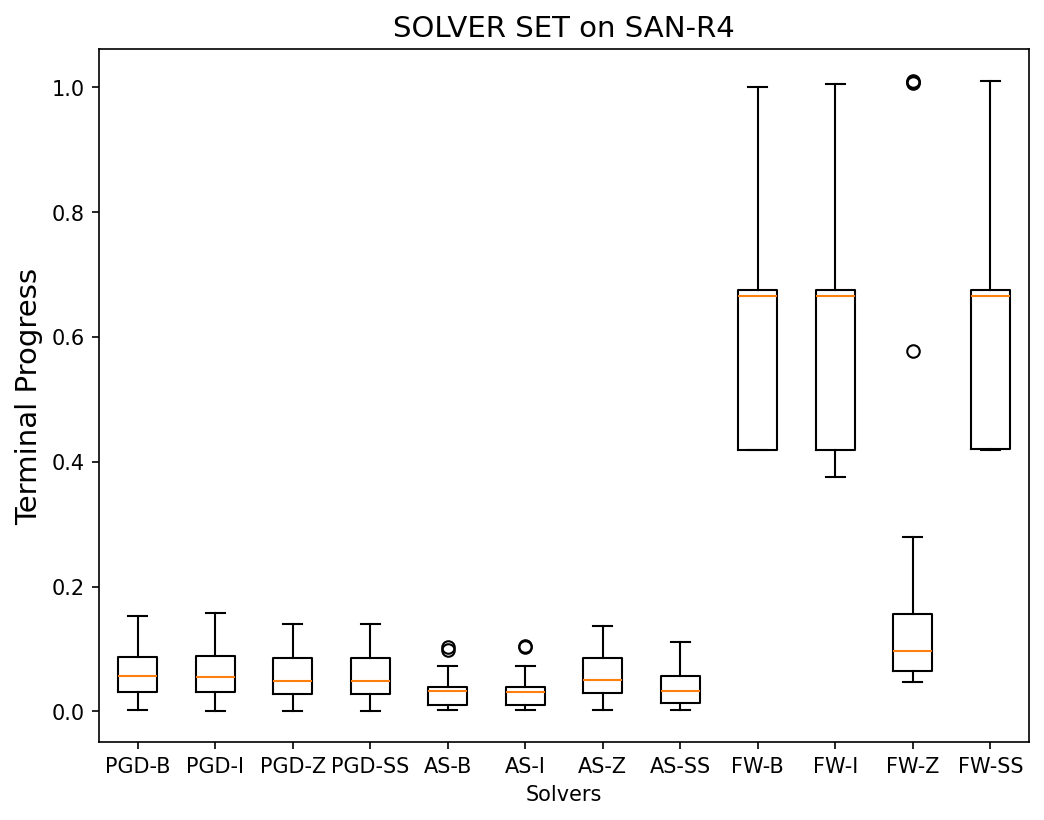 SOLVER SET on SAN-R4
Terminal Progress
1.0
0.8
0.6
0.4
0.2
0.0
PGD-B PGD-I PGD-Z PGD-SS AS-B AS-I AS-Z AS-SS FW-B FW-I FW-Z FW-SS
Solvers